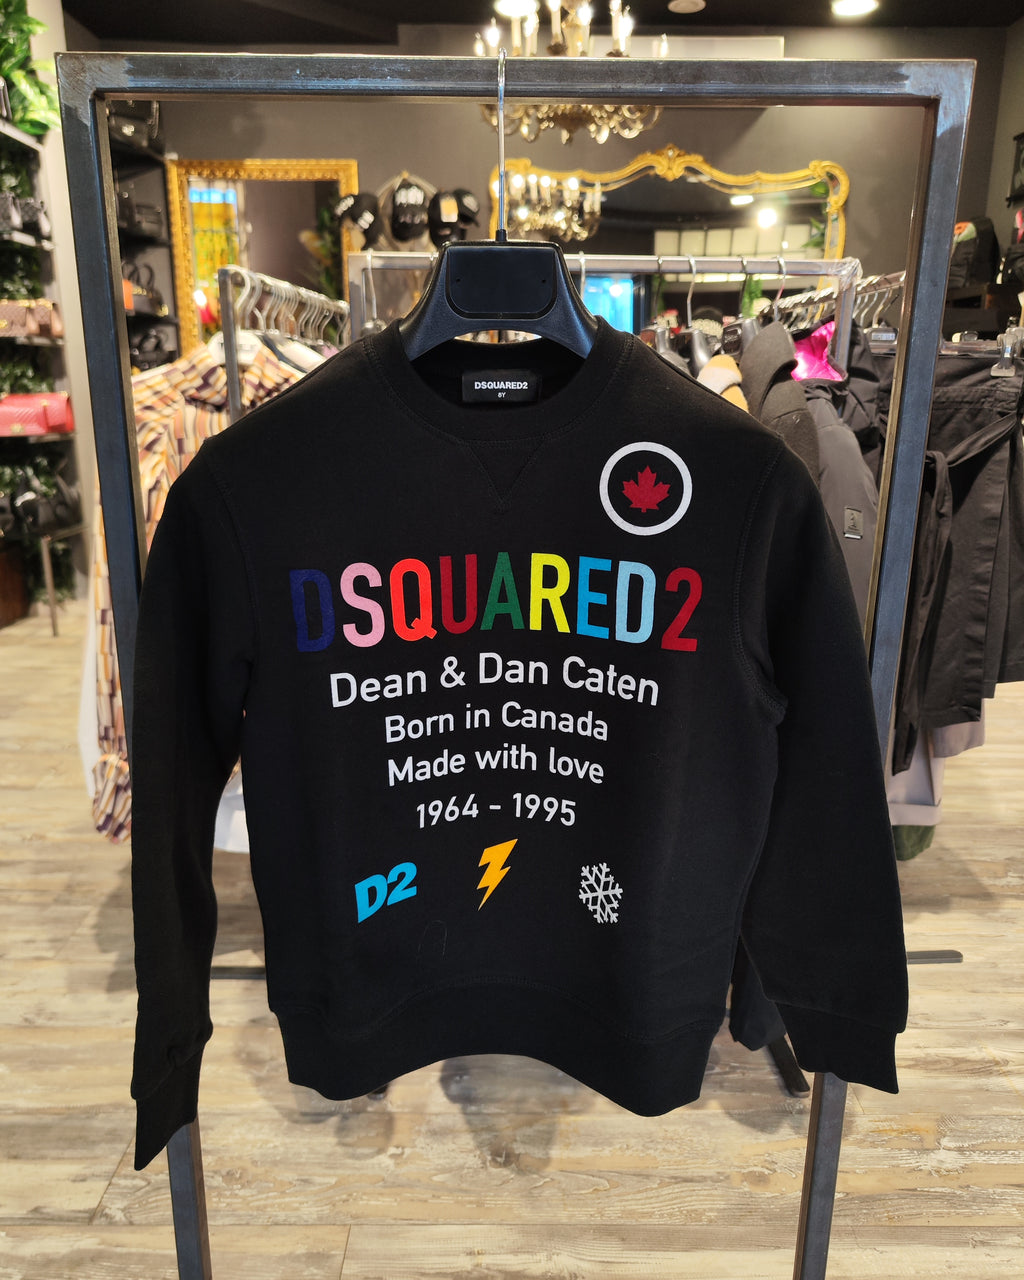 DSQUARED2
8Y
DSQUARED2
Dean & Dan Caten
Born in Canada
Made with love
1964 - 1995
D2